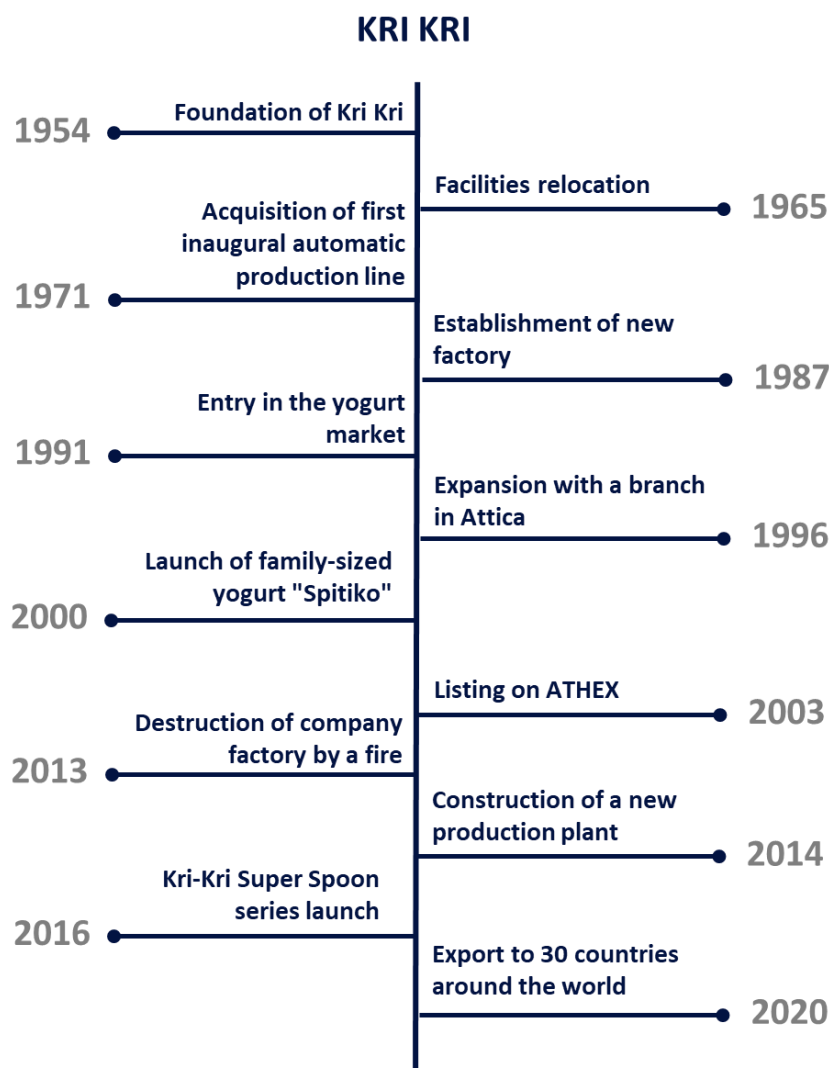 KRI KRI
Foundation of Kri Kri
1954
Facilities relocation
1965
Acquisition of first
inaugural automatic
production line
1971
Establishment of new
factory
1987
Entry in the yogurt
market
1991
Expansion with a branch
in Attica
1996
Launch of family-sized
yogurt "Spitiko"
2000
Listing on ATHEX
2003
Destruction of company
factory by a fire
2013
Construction of a new
production plant
2014
Kri-Kri Super Spoon
series launch
2016
Export to 30 countries
around the world
2020